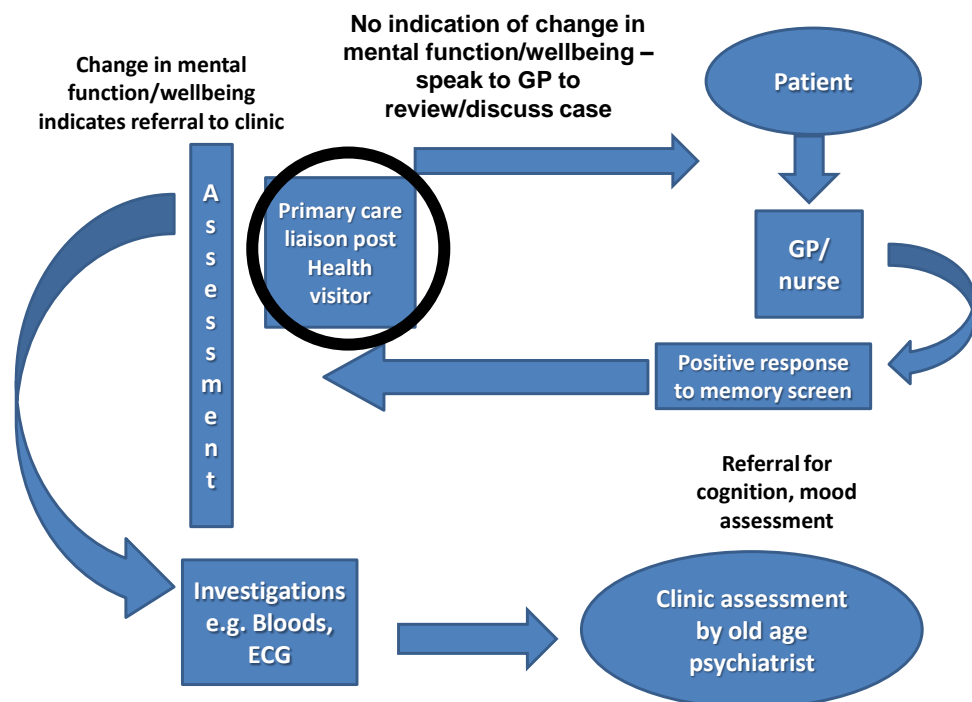 No indication of change in
mental function/wellbeing –
speak to GP to
review/discuss case
Change in mental
function/wellbeing
indicates referral to clinic
Patient
Assessment
Primary care
liaison post
Health
visitor
GP/
nurse
Positive response
to memory screen
Referral for
cognition, mood
assessment
Investigations
e.g. Bloods,
ECG
Clinic assessment
by old age
psychiatrist